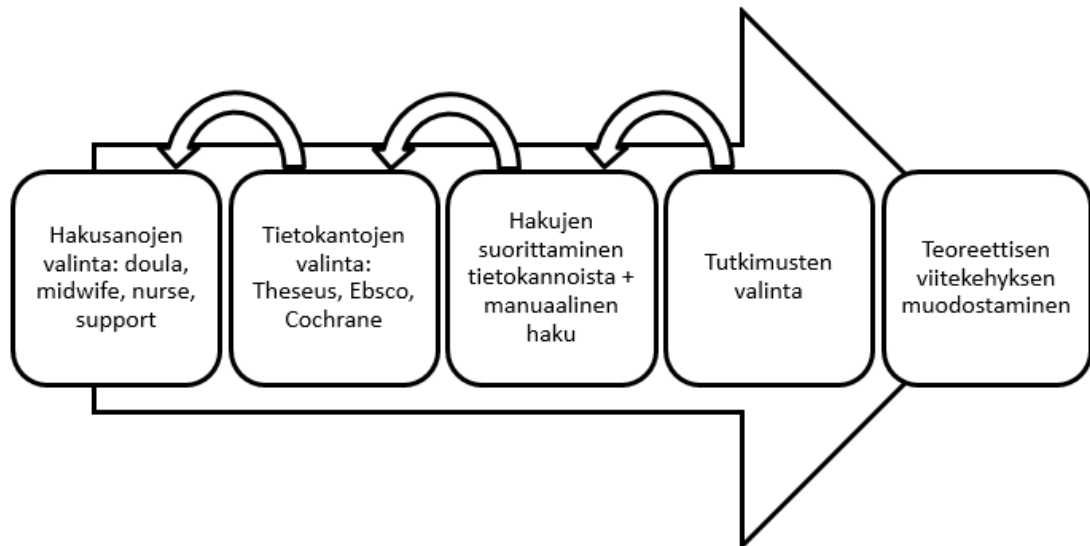 Hakusanojen
valinta: doula,
midwife, nurse,
support
Tietokantojen
valinta:
Theseus, Ebsco,
Cochrane
Hakujen
suorittaminen
tietokannoista +
manuaalinen
haku
Tutkimusten
valinta
Teoreettisen
viitekehyksen
muodostaminen